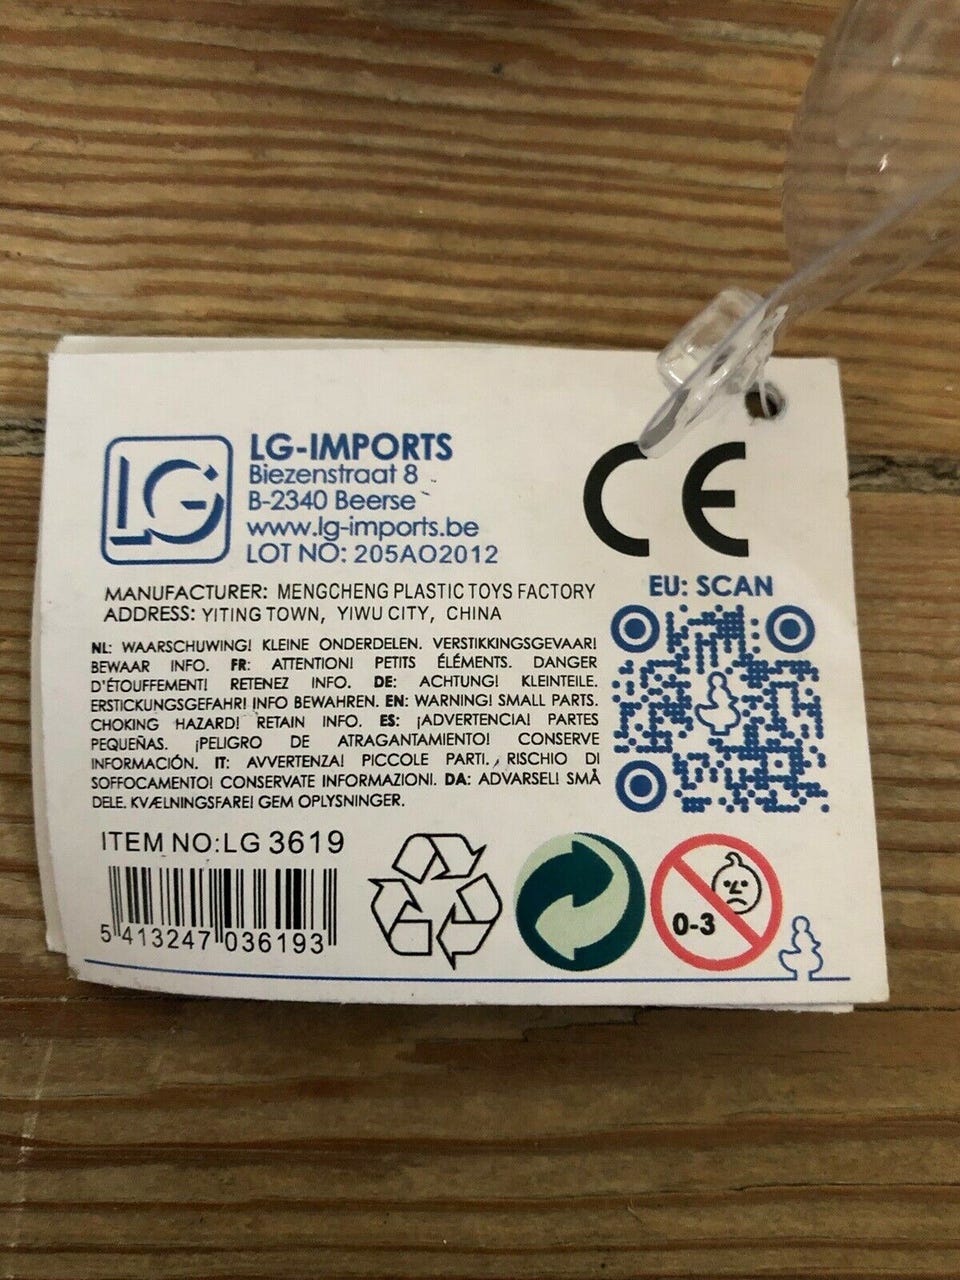 LG
LG-IMPORTS
Biezenstraat 8
B-2340 Beerse
www.lg-imports.be
LOT NO: 205AO2012
CE
MANUFACTURER: MENGCHENG PLASTIC TOYS FACTORY
ADDRESS: YITING TOWN, YIWU CITY, CHINA
EU: SCAN
NL: WAARSCHUWING! KLEINE ONDERDELEN. VERSTIKKINGSGEVAAR!
BEWAAR INFO. FR: ATTENTION! PETITS ÉLÉMENTS. DANGER
D'ÉTOUFFEMENT! RETENEZ INFO. DE: ACHTUNG! KLEINTEILE.
ERSTICKUNGSGEFAHR! INFO BEWAHREN. EN: WARNING! SMALL PARTS.
CHOKING HAZARD! RETAIN INFO. ES: ¡ADVERTENCIA! PARTES
PEQUEÑAS. ¡PELIGRO DE ATRAGANTAMIENTO! CONSERVE
INFORMACIÓN. IT: AVVERTENZA! PICCOLE PARTI. RISCHIO DI
SOFFOCAMENTO! CONSERVATE INFORMAZIONI. DA: ADVARSEL! SMÅ
DELE. KVÆLNINGSFARE! GEM OPLYSNINGER.
ITEM NO:LG 3619
5 413247 036193
0-3